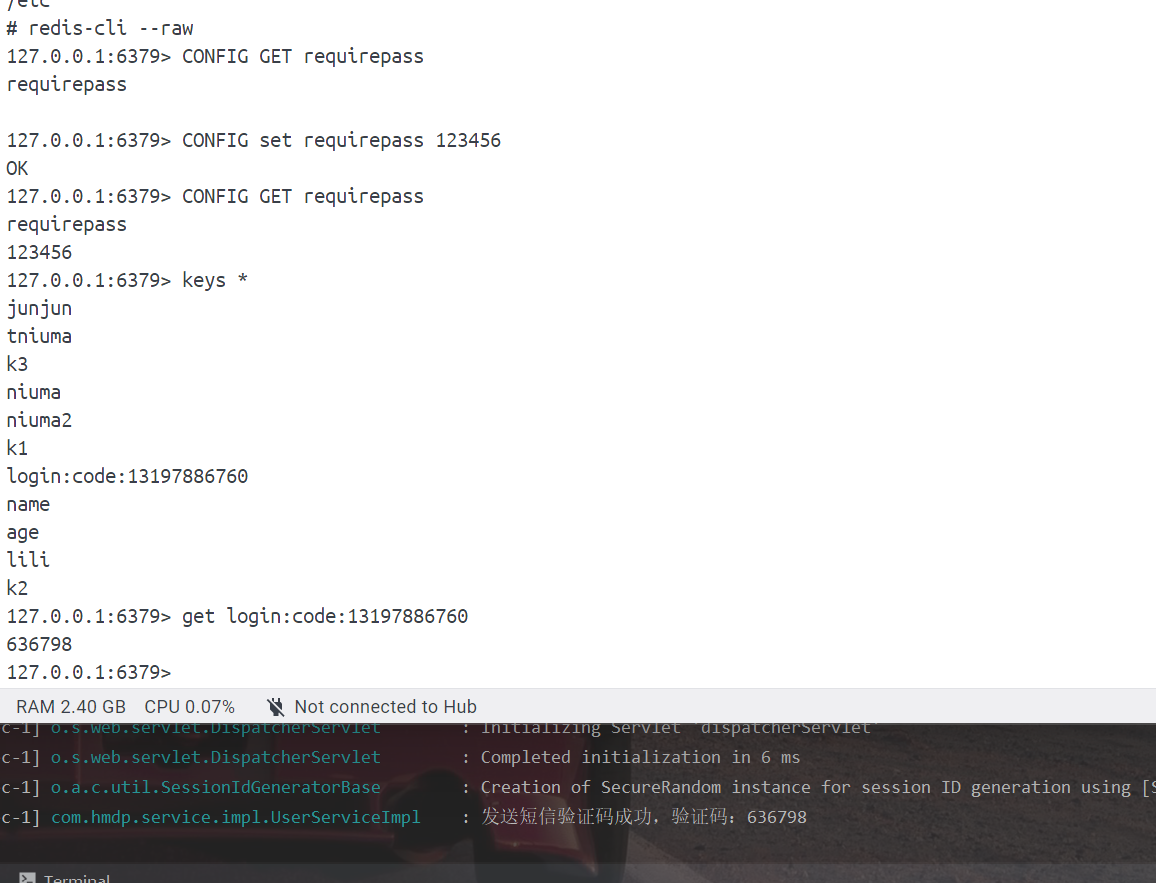 /etc
# redis-cli --raw
127.0.0.1:6379> CONFIG GET requirepass
requirepass
127.0.0.1:6379> CONFIG set requirepass 123456
OK
127.0.0.1:6379> CONFIG GET requirepass
requirepass
123456
127.0.0.1:6379> keys *
junjun
tniuma
k3
niuma
niuma2
k1
login:code:13197886760
name
age
lili
k2
127.0.0.1:6379> get login:code:13197886760
636798
127.0.0.1:6379>
RAM 2.40 GB CPU 0.07% Not connected to Hub
c-1] o.s.web.servlet.DispatcherServlet : Initializing Servlet 'dispatcherServlet'
c-1] o.s.web.servlet.DispatcherServlet : Completed initialization in 6 ms
c-1] o.a.c.util.SessionIdGeneratorBase : Creation of SecureRandom instance for session ID generation using [S
c-1] com.hmdp.service.impl.UserServiceImpl : 发送短信验证码成功，验证码：636798
Terminal